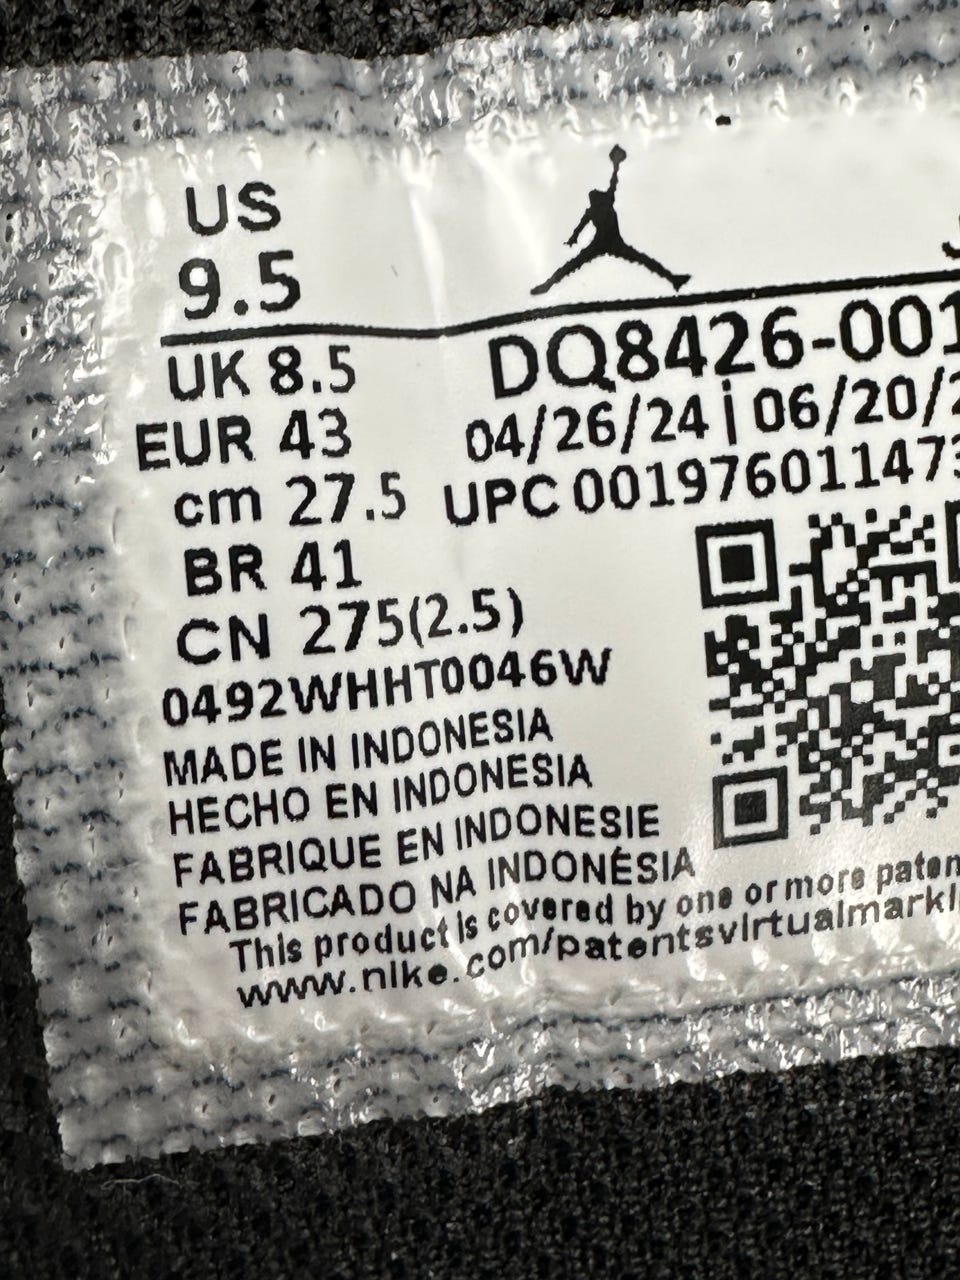 US
9.5
UK 8.5
EUR 43
cm 27.5
BR 41
CN 275(2.5)
DQ8426-001
04/26/24 | 06/20/2
UPC 00197601147
0492WHHT0046W
MADE IN INDONESIA
HECHO EN INDONESIA
FABRIQUE EN INDONESIE
FABRICADO NA INDONÉSIA
This product is covered by one or more paten
www.nike.com/patentsvirtualmarki